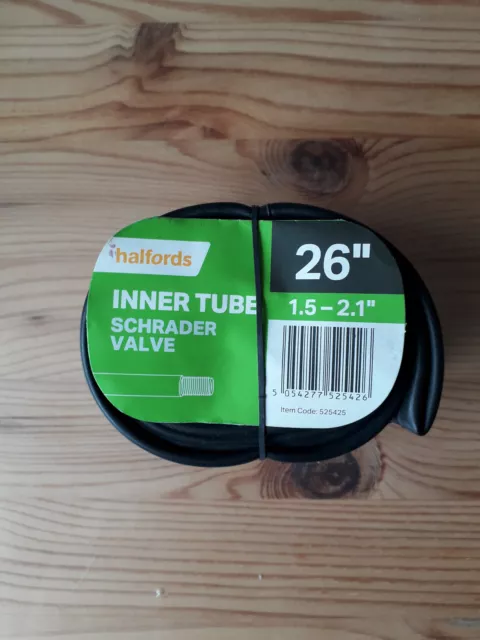 halfords
26"
INNER TUBE
1.5 – 2.1"
SCHRADER
VALVE
5 054277 525426
Item Code: 525425